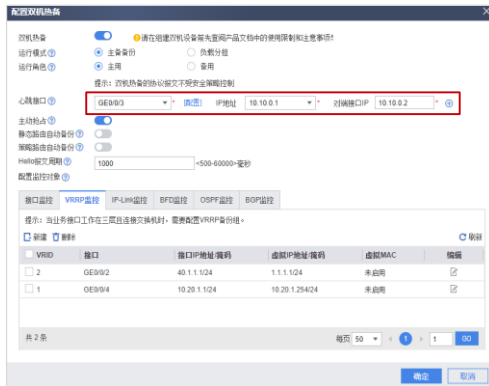 配置双机热备
双机热备 请在组建双机设备前先查阅产品文档中的使用限制和注意事项!
运行模式 主备备份 负载分担
运行角色 主用 备用
提示：双机热备的协议报文不受安全策略控制
心跳接口 GE0/0/3 * [配置] IP地址 10.10.0.1 * 对端接口IP 10.10.0.2 *
主动抢占
静态路由自动备份
策略路由自动备份
Hello报文周期 1000 <500-60000>毫秒
配置监控对象
接口监控 VRRP监控 IP-Link监控 BFD监控 OSPF监控 BGP监控
提示：当业务接口工作在三层且连接交换机时，需要配置VRRP备份组。
新建 删除 刷新
VRID 接口 接口IP地址/掩码 虚拟IP地址/掩码 虚拟MAC 编辑
2 GE0/0/2 40.1.1.1/24 1.1.1.1/24 未启用
1 GE0/0/4 10.20.1.1/24 10.20.1.254/24 未启用
共 2 条 每页 50 1 1 GO
确定 取消